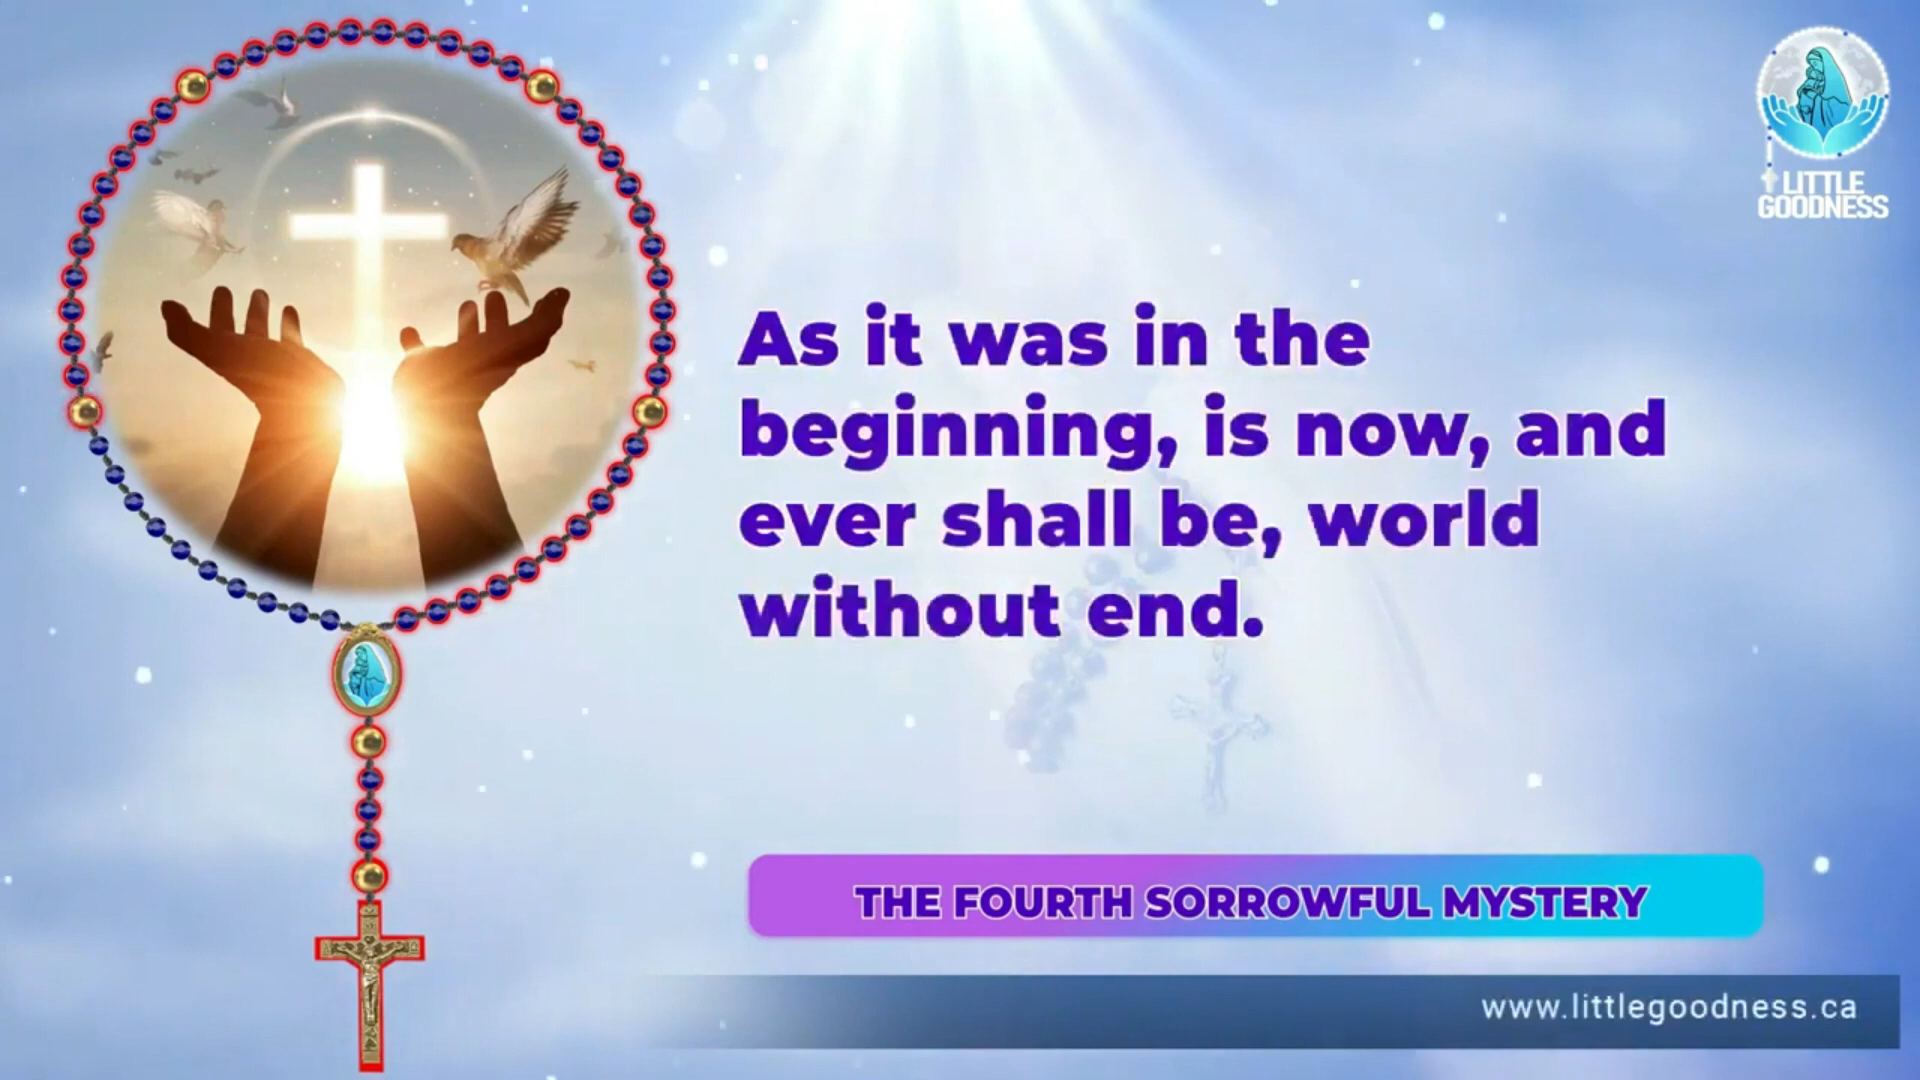 LITTLE
GOODNESS
As it was in the
beginning, is now, and
ever shall be, world
without end.
THE FOURTH SORROWFUL MYSTERY
www.littlegoodness.ca